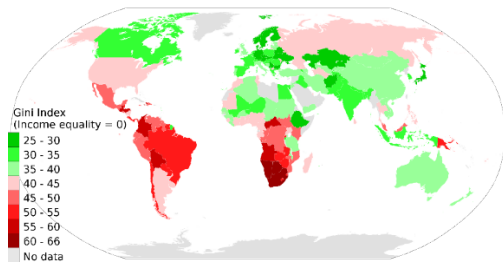 Gini Index
(Income equality = 0)
25 - 30
30 - 35
35 - 40
40 - 45
45 - 50
50 - 55
55 - 60
60 - 66
No data